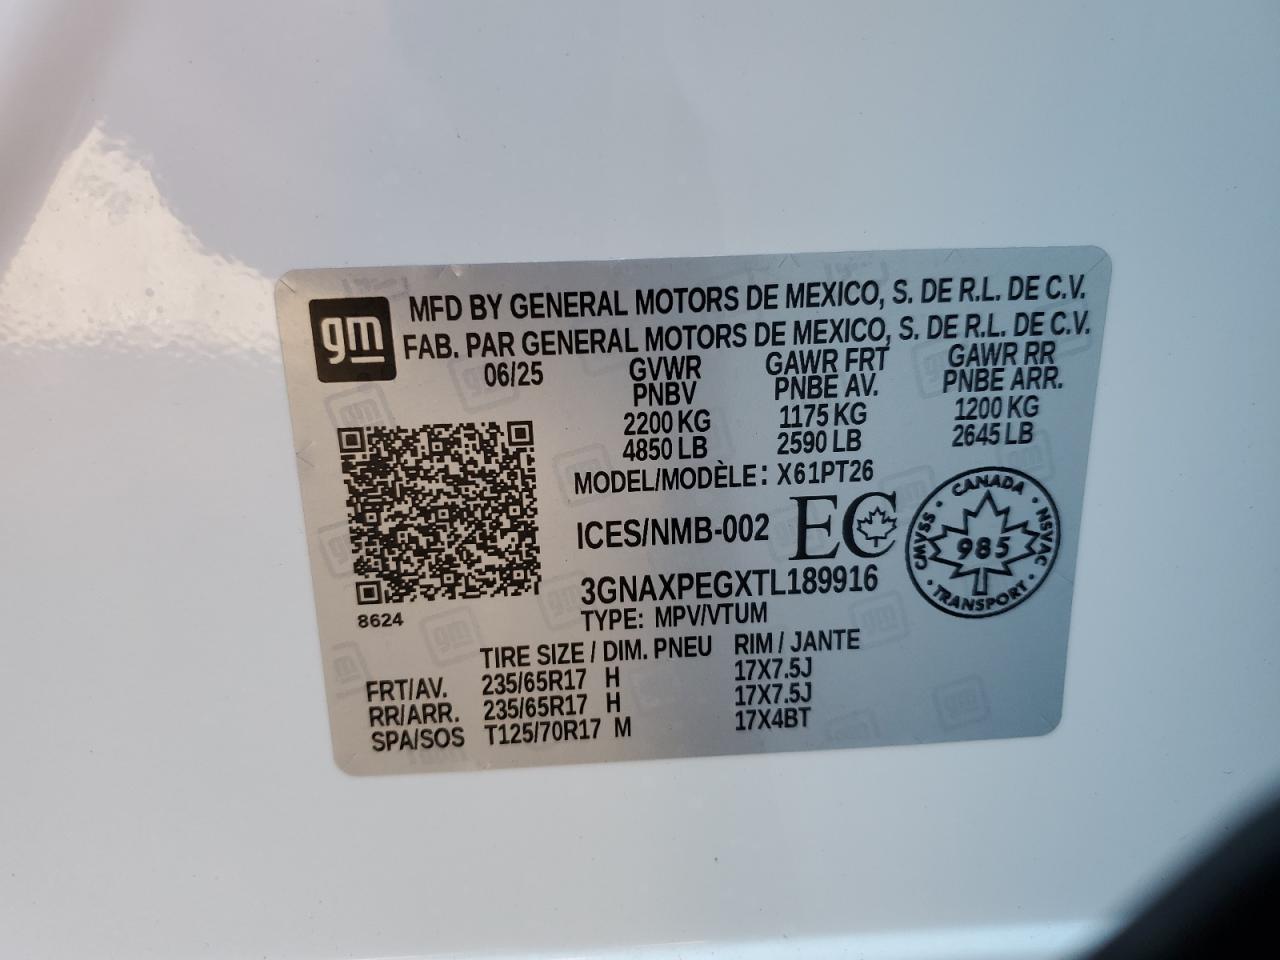 gm
MFD BY GENERAL MOTORS DE MEXICO, S. DE R.L. DE C.V.
FAB. PAR GENERAL MOTORS DE MEXICO, S. DE R.L. DE C.V.
06/25 GVWR GAWR FRT GAWR RR
PNBV PNBE AV. PNBE ARR.
2200 KG 1175 KG 1200 KG
4850 LB 2590 LB 2645 LB
MODEL/MODÈLE: X61PT26
ICES/NMB-002 EC
CANADA
CMVSS 985 NSVAC
TRANSPORT
3GNAXPEGXTL189916
8624 TYPE: MPV/VTUM
TIRE SIZE / DIM. PNEU RIM / JANTE
FRT/AV. 235/65R17 H 17X7.5J
RR/ARR. 235/65R17 H 17X7.5J
SPA/SOS T125/70R17 M 17X4BT